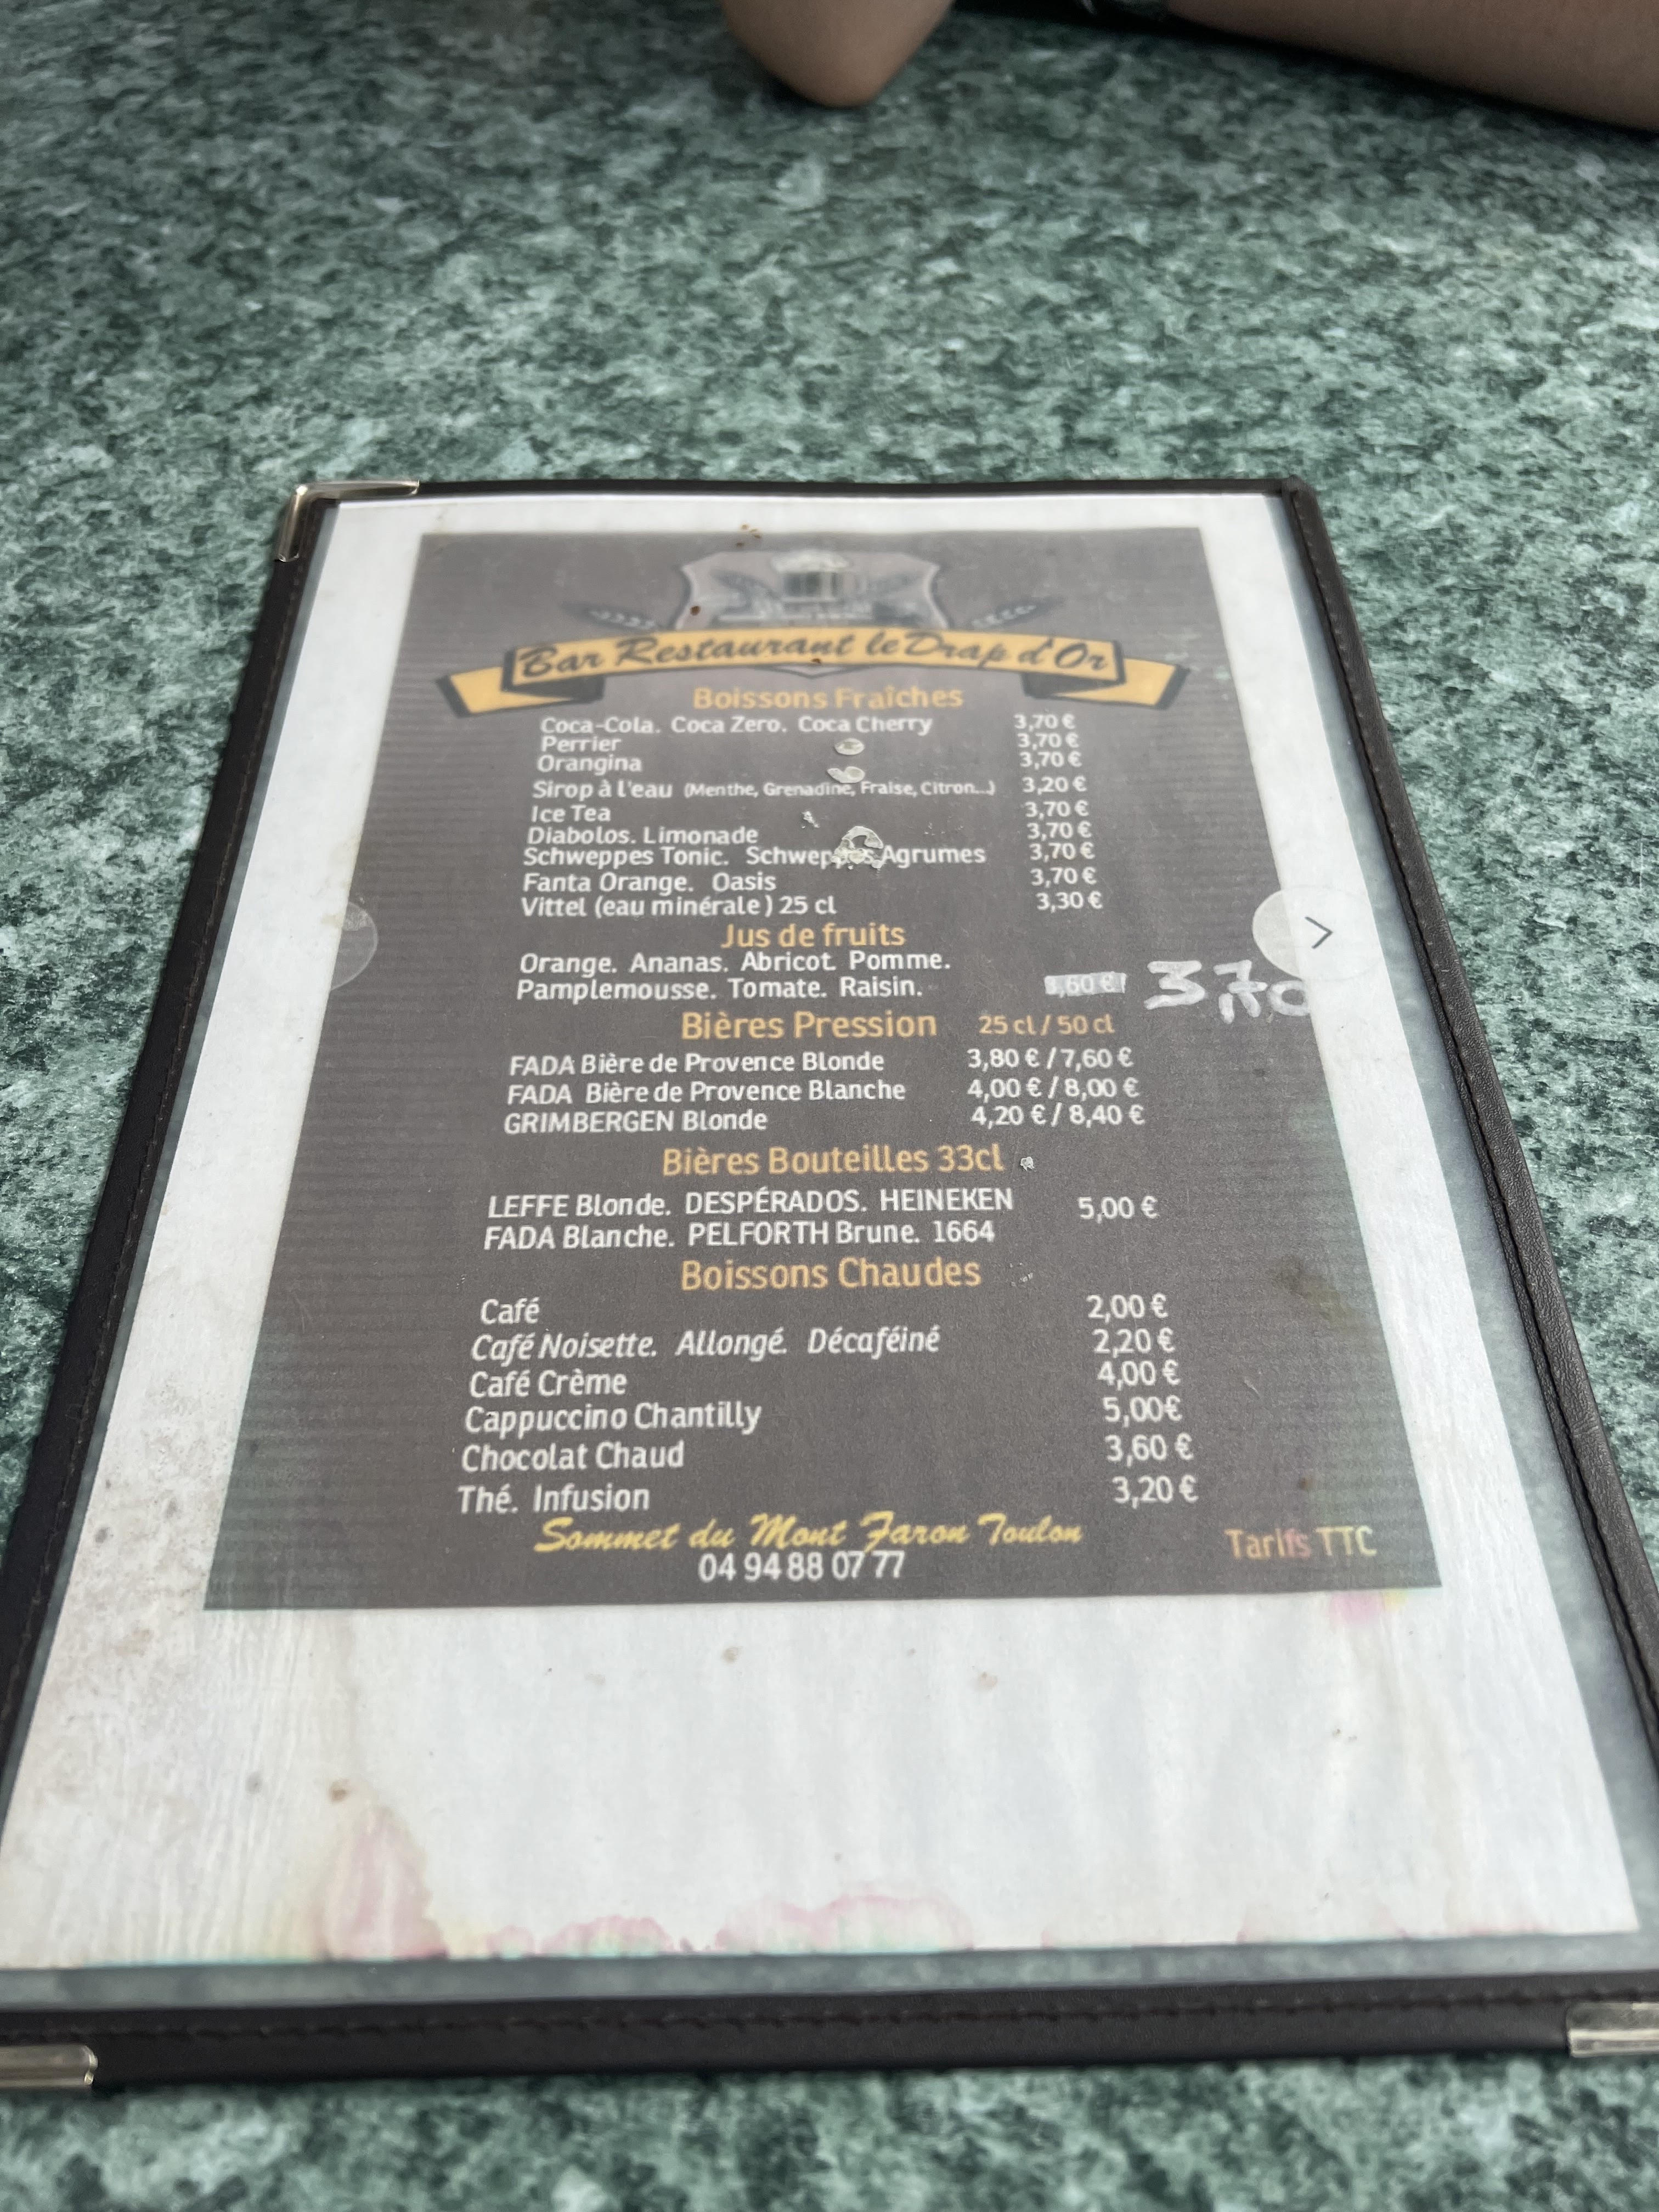 Bar Restaurant le Drap d'Or
Boissons Fraîches
Coca-Cola. Coca Zero. Coca Cherry 3,70 €
Perrier 3,70 €
Orangina 3,70 €
Sirop à l'eau (Menthe, Grenadine, Fraise, Citron...) 3,20 €
Ice Tea 3,70 €
Diabolos. Limonade 3,70 €
Schweppes Tonic. Schweppes Agrumes 3,70 €
Fanta Orange. Oasis 3,70 €
Vittel (eau minérale) 25 cl 3,30 €
Jus de fruits
Orange. Ananas. Abricot. Pomme.
Pamplemousse. Tomate. Raisin. 3,70
Bières Pression 25 cl / 50 cl
FADA Bière de Provence Blonde 3,80 € / 7,60 €
FADA Bière de Provence Blanche 4,00 € / 8,00 €
GRIMBERGEN Blonde 4,20 € / 8,40 €
Bières Bouteilles 33cl
LEFFE Blonde. DESPÉRADOS. HEINEKEN 5,00 €
FADA Blanche. PELFORTH Brune. 1664
Boissons Chaudes
Café 2,00 €
Café Noisette. Allongé. Décaféiné 2,20 €
Café Crème 4,00 €
Cappuccino Chantilly 5,00€
Chocolat Chaud 3,60 €
Thé. Infusion 3,20 €
Sommet du Mont Faron Toulon
04 94 88 07 77
Tarifs TTC